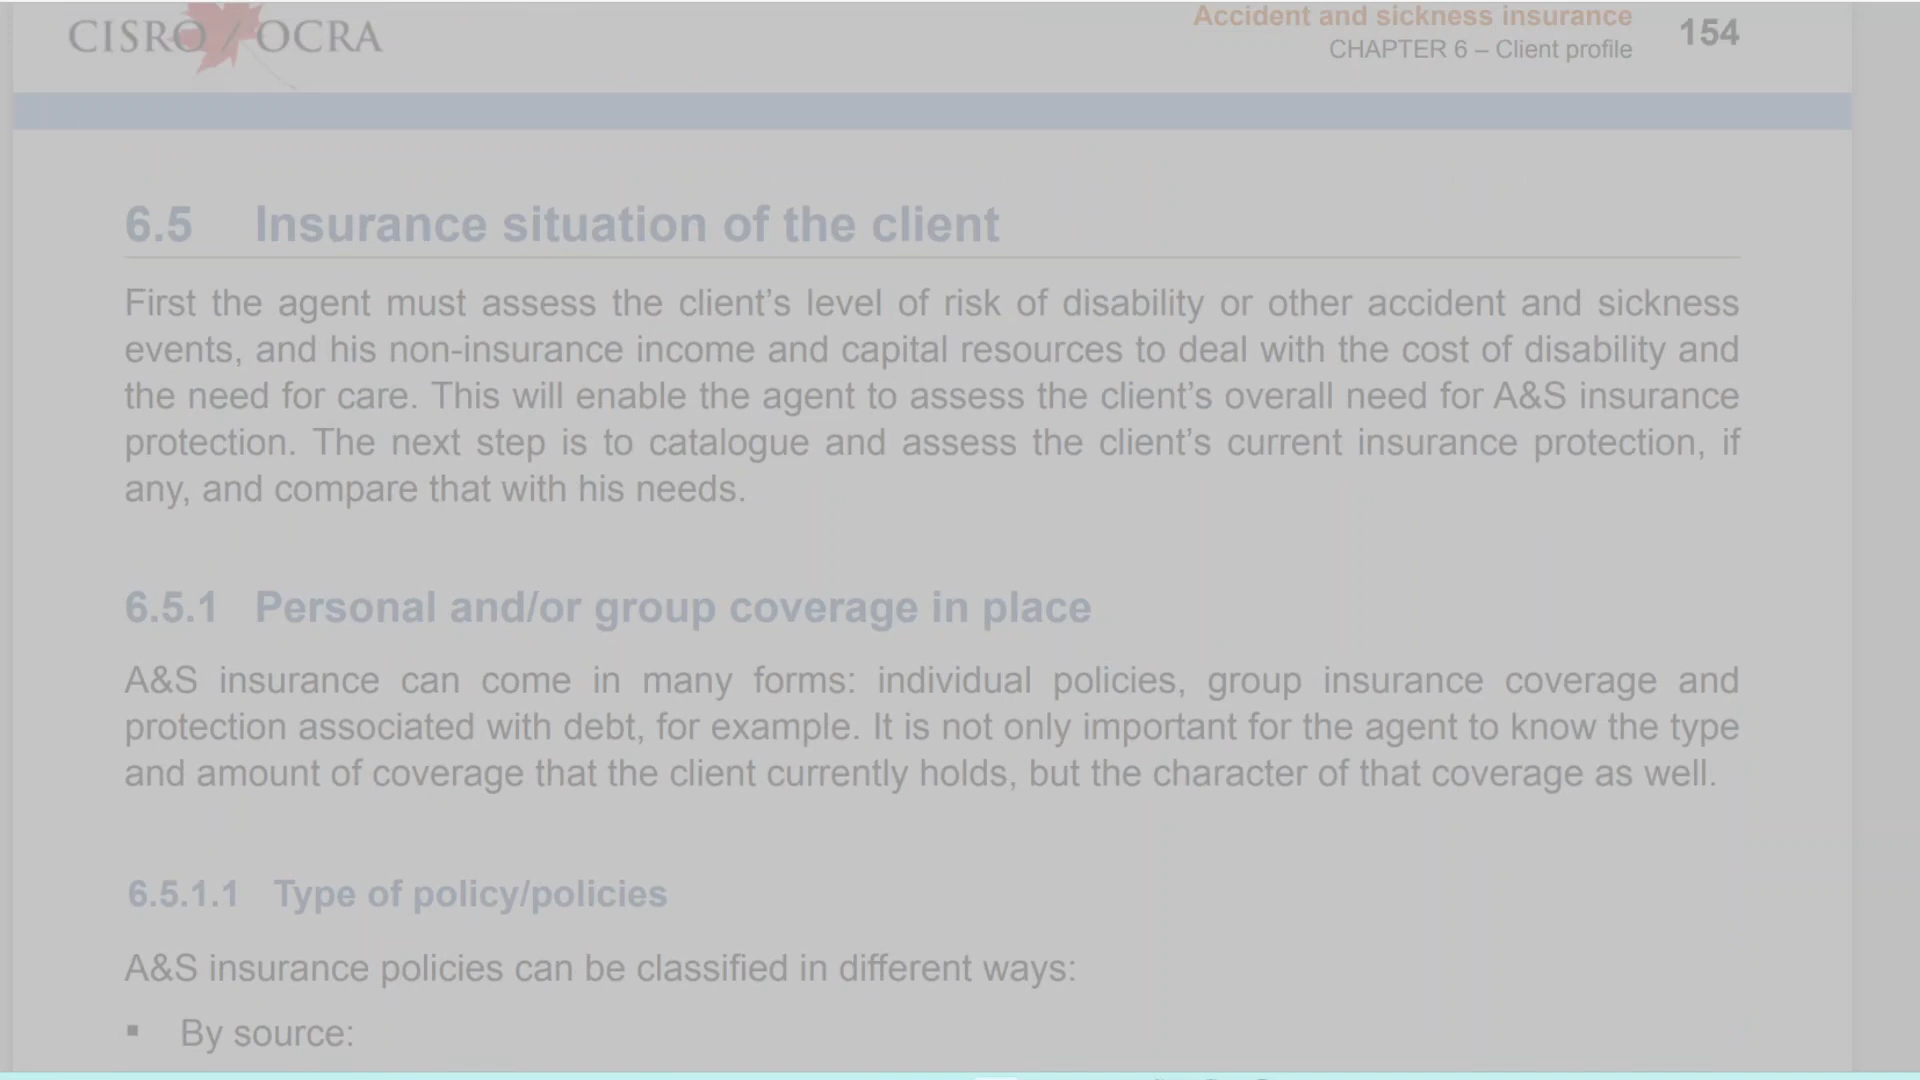 CISRO / OCRA
Accident and sickness insurance
CHAPTER 6 – Client profile
154
6.5 Insurance situation of the client
First the agent must assess the client's level of risk of disability or other accident and sickness
events, and his non-insurance income and capital resources to deal with the cost of disability and
the need for care. This will enable the agent to assess the client's overall need for A&S insurance
protection. The next step is to catalogue and assess the client's current insurance protection, if
any, and compare that with his needs.
6.5.1 Personal and/or group coverage in place
A&S insurance can come in many forms: individual policies, group insurance coverage and
protection associated with debt, for example. It is not only important for the agent to know the type
and amount of coverage that the client currently holds, but the character of that coverage as well.
6.5.1.1 Type of policy/policies
A&S insurance policies can be classified in different ways:
▪ By source: